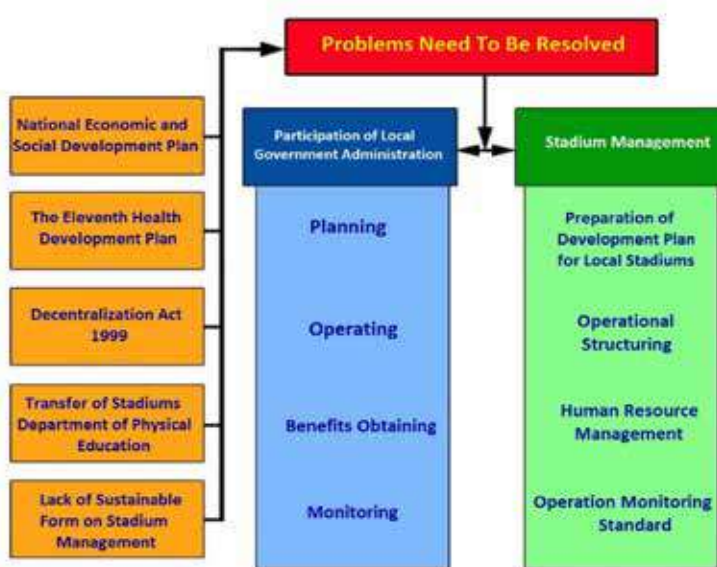 Problems Need To Be Resolved
National Economic and
Social Development Plan
The Eleventh Health
Development Plan
Decentralization Act
1999
Transfer of Stadiums
Department of Physical
Education
Lack of Sustainable
Form on Stadium
Management
Participation of Local
Government Administration
Planning
Operating
Benefits Obtaining
Monitoring
Stadium Management
Preparation of
Development Plan
for Local Stadiums
Operational
Structuring
Human Resource
Management
Operation Monitoring
Standard